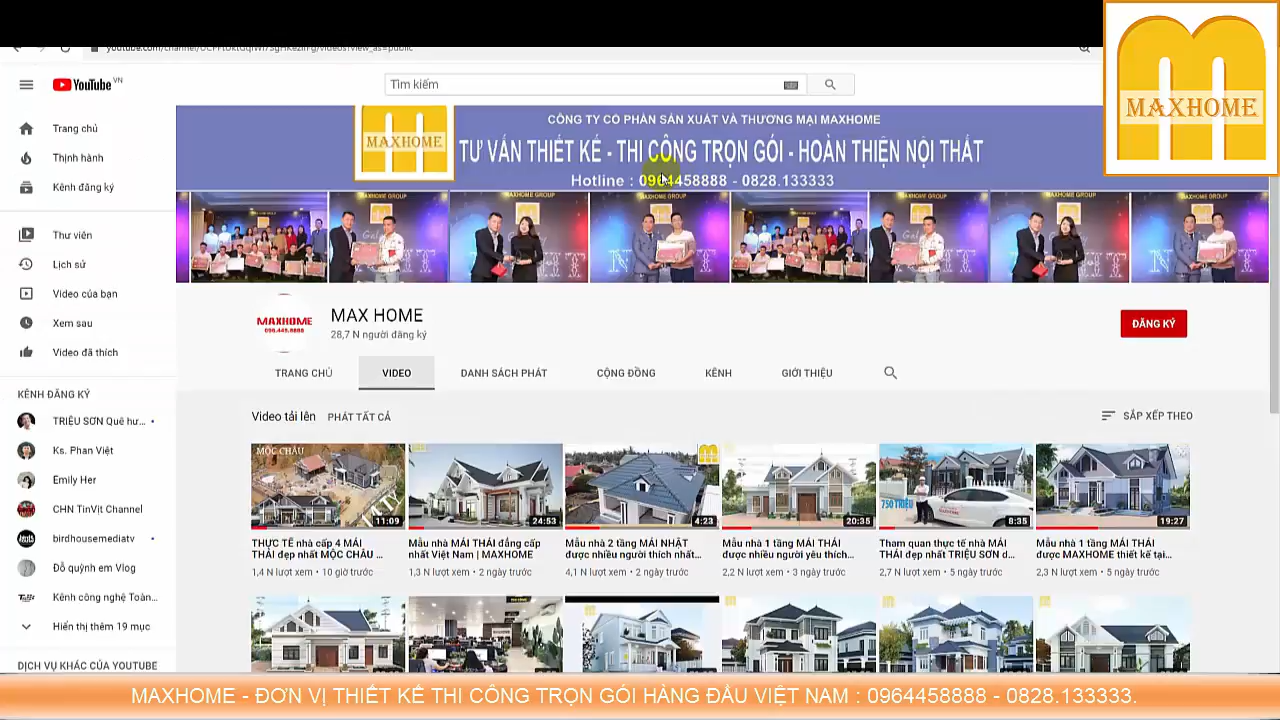 MAXHOME
YouTube VN
Tìm kiếm
Trang chủ
Thịnh hành
Kênh đăng ký
Thư viện
Lịch sử
Video của bạn
Xem sau
Video đã thích
KÊNH ĐĂNG KÝ
TRIỆU SƠN Quê hư...
Ks. Phan Việt
Emily Her
CHN TinVịt Channel
birdhousemediatv
Đỗ quỳnh em Vlog
Kênh công nghệ Toàn...
Hiển thị thêm 19 mục
DỊCH VỤ KHÁC CỦA YOUTUBE
MAXHOME
CÔNG TY CỔ PHẦN SẢN XUẤT VÀ THƯƠNG MẠI MAXHOME
TƯ VẤN THIẾT KẾ - THI CÔNG TRỌN GÓI - HOÀN THIỆN NỘI THẤT
Hotline : 0964458888 - 0828.133333
MAXHOME
098.445.8888
MAX HOME
28,7 N người đăng ký
ĐĂNG KÝ
TRANG CHỦ
VIDEO
DANH SÁCH PHÁT
CỘNG ĐỒNG
KÊNH
GIỚI THIỆU
Video tải lên
PHÁT TẤT CẢ
SẮP XẾP THEO
MỘC CHÂU
11:09
24:53
4:23
20:35
750 TRIỆU
8:35
19:27
THỰC TẾ nhà cấp 4 MÁI
THÁI đẹp nhất MỘC CHÂU ...
1,4 N lượt xem • 10 giờ trước
Mẫu nhà MÁI THÁI đẳng cấp
nhất Việt Nam | MAXHOME
1,3 N lượt xem • 2 ngày trước
Mẫu nhà 2 tầng MÁI NHẬT
được nhiều người thích nhất...
4,1 N lượt xem • 2 ngày trước
Mẫu nhà 1 tầng MÁI THÁI
được nhiều người yêu thích...
2,2 N lượt xem • 3 ngày trước
Tham quan thực tế nhà MÁI
THÁI đẹp nhất TRIỆU SƠN d...
2,7 N lượt xem • 5 ngày trước
Mẫu nhà 1 tầng MÁI THÁI
được MAXHOME thiết kế tại...
2,3 N lượt xem • 5 ngày trước
MAXHOME - ĐƠN VỊ THIẾT KẾ THI CÔNG TRỌN GÓI HÀNG ĐẦU VIỆT NAM : 0964458888 - 0828.133333.